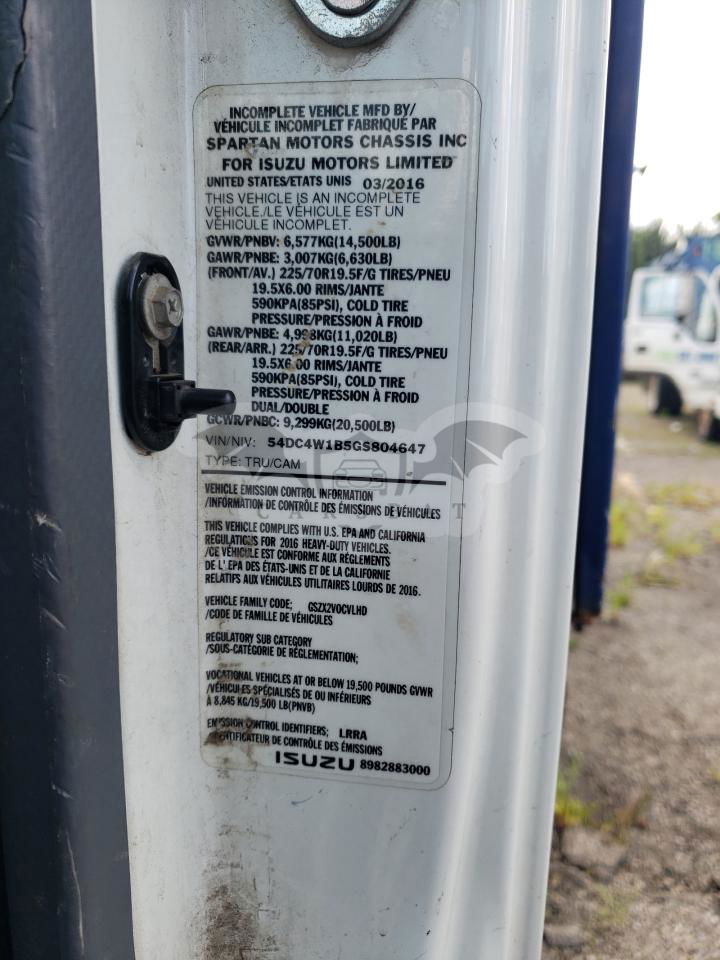 INCOMPLETE VEHICLE MFD BY/
VÉHICULE INCOMPLET FABRIQUÉ PAR
SPARTAN MOTORS CHASSIS INC
FOR ISUZU MOTORS LIMITED
UNITED STATES/ETATS UNIS 03/2016
THIS VEHICLE IS AN INCOMPLETE
VEHICLE./LE VÉHICULE EST UN
VÉHICULE INCOMPLET.
GVWR/PNBV: 6,577KG(14,500LB)
GAWR/PNBE: 3,007KG(6,630LB)
(FRONT/AV.) 225/70R19.5F/G TIRES/PNEU
19.5X6.00 RIMS/JANTE
590KPA(85PSI), COLD TIRE
PRESSURE/PRESSION À FROID
GAWR/PNBE: 4,998KG(11,020LB)
(REAR/ARR.) 225/70R19.5F/G TIRES/PNEU
19.5X6.00 RIMS/JANTE
590KPA(85PSI), COLD TIRE
PRESSURE/PRESSION À FROID
DUAL/DOUBLE
GCWR/PNBC: 9,299KG(20,500LB)
VIN/NIV: 54DC4W1B5GS804647
TYPE: TRU/CAM
VEHICLE EMISSION CONTROL INFORMATION
/INFORMATION DE CONTRÔLE DES ÉMISSIONS DE VÉHICULES
THIS VEHICLE COMPLIES WITH U.S. EPA AND CALIFORNIA
REGULATIONS FOR 2016 HEAVY-DUTY VEHICLES.
/CE VÉHICULE EST CONFORME AUX RÈGLEMENTS
DE L' EPA DES ÉTATS-UNIS ET DE LA CALIFORNIE
RELATIFS AUX VÉHICULES UTILITAIRES LOURDS DE 2016.
VEHICLE FAMILY CODE; GSZX2VOCVLHD
/CODE DE FAMILLE DE VÉHICULES
REGULATORY SUB CATEGORY
/SOUS-CATÉGORIE DE RÉGLEMENTATION;
VOCATIONAL VEHICLES AT OR BELOW 19,500 POUNDS GVWR
/VÉHICULES SPÉCIALISÉS DE OU INFÉRIEURS
À 8,845 KG/19,500 LB(PNVB)
EMISSION CONTROL IDENTIFIERS; LRRA
/IDENTIFICATEUR DE CONTRÔLE DES ÉMISSIONS
ISUZU 8982883000